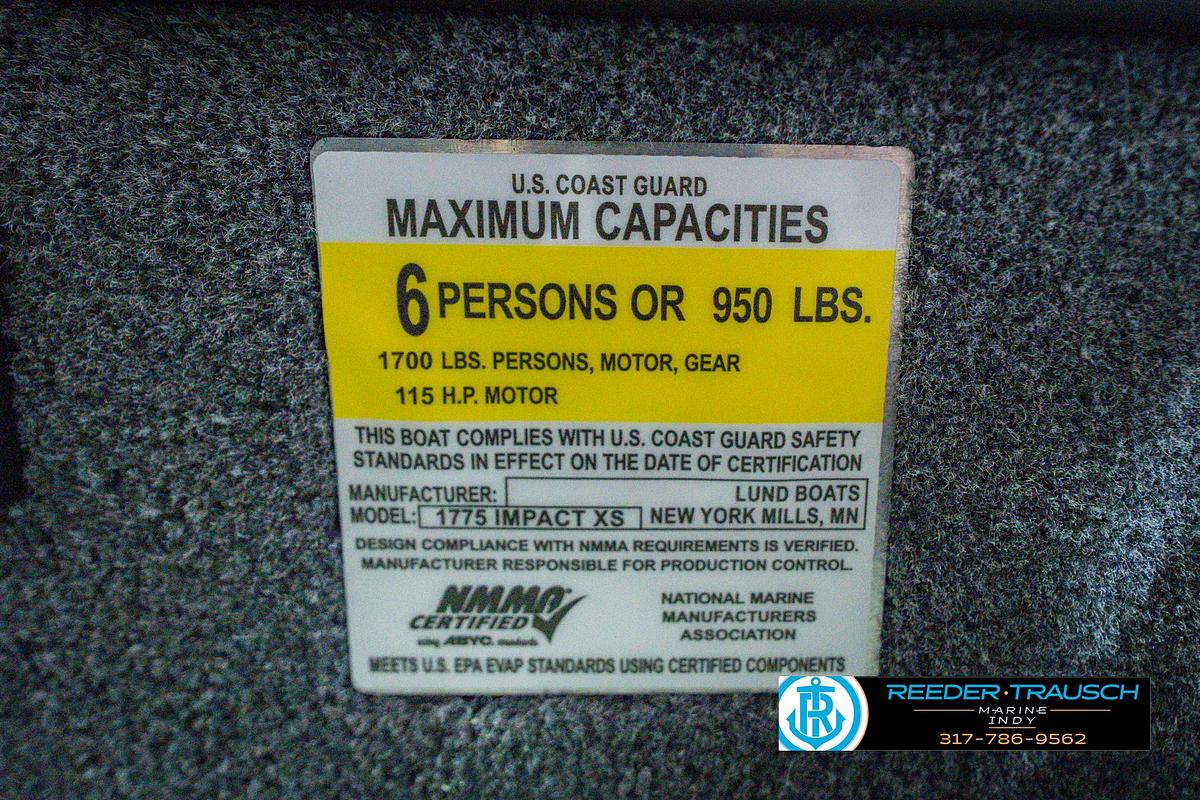 U.S. COAST GUARD
MAXIMUM CAPACITIES
6 PERSONS OR 950 LBS.
1700 LBS. PERSONS, MOTOR, GEAR
115 H.P. MOTOR
THIS BOAT COMPLIES WITH U.S. COAST GUARD SAFETY
STANDARDS IN EFFECT ON THE DATE OF CERTIFICATION
MANUFACTURER: LUND BOATS
MODEL: 1775 IMPACT XS NEW YORK MILLS, MN
DESIGN COMPLIANCE WITH NMMA REQUIREMENTS IS VERIFIED.
MANUFACTURER RESPONSIBLE FOR PRODUCTION CONTROL.
NMMA
CERTIFIED
using ABYC standards
NATIONAL MARINE
MANUFACTURERS
ASSOCIATION
MEETS U.S. EPA EVAP STANDARDS USING CERTIFIED COMPONENTS
REEDER·TRAUSCH
MARINE
INDY
317-786-9562